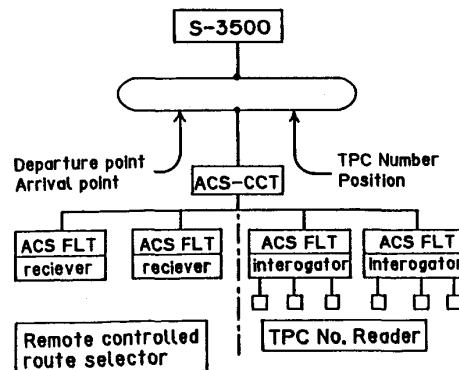 S-3500
Departure point
Arrival point
TPC Number
Position
ACS-CCT
ACS FLT
reciever
ACS FLT
reciever
ACS FLT
interogator
ACS FLT
Interogator
Remote controlled
route selector
TPC No. Reader